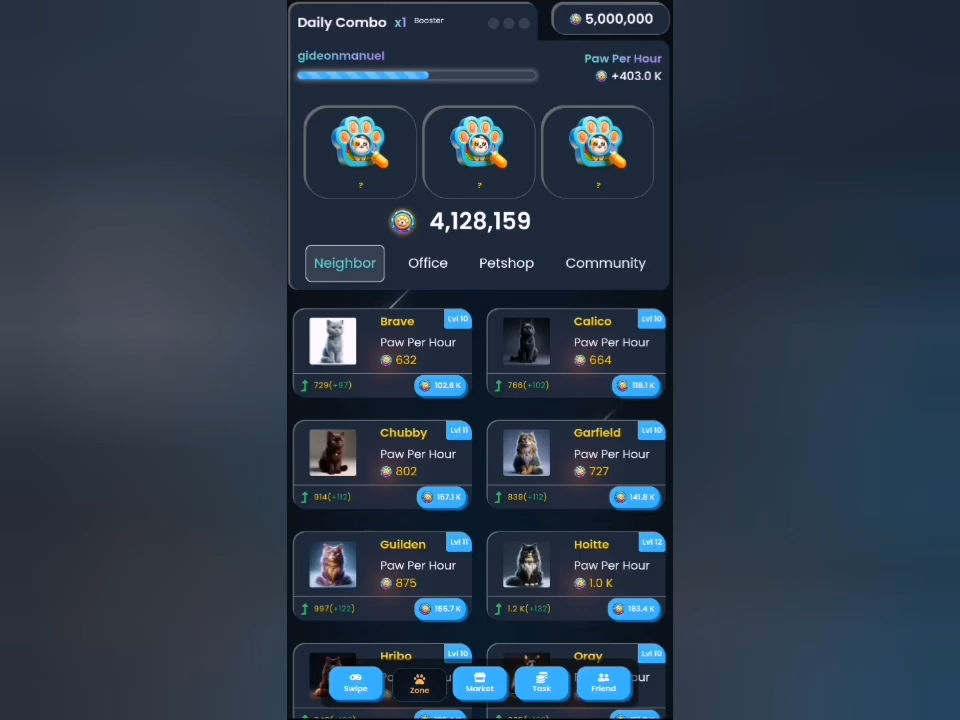 Daily Combo x1 Booster
5,000,000
gideonmanuel
Paw Per Hour
+403.0 K
? ? ?
4,128,159
Neighbor Office Petshop Community
Brave Lvl 10
Paw Per Hour
632
729(+97) 102.6 K
Calico Lvl 10
Paw Per Hour
664
766(+102) 118.1 K
Chubby Lvl 11
Paw Per Hour
802
914(+112) 157.1 K
Garfield Lvl 10
Paw Per Hour
727
839(+112) 141.8 K
Guilden Lvl 11
Paw Per Hour
875
997(+122)
Hoitte Lvl 12
Paw Per Hour
1.0 K
1.2 K(+132) 183.4 K
Hribo Lvl 10
Oray Lvl 10
Swipe Zone Market Task Friend